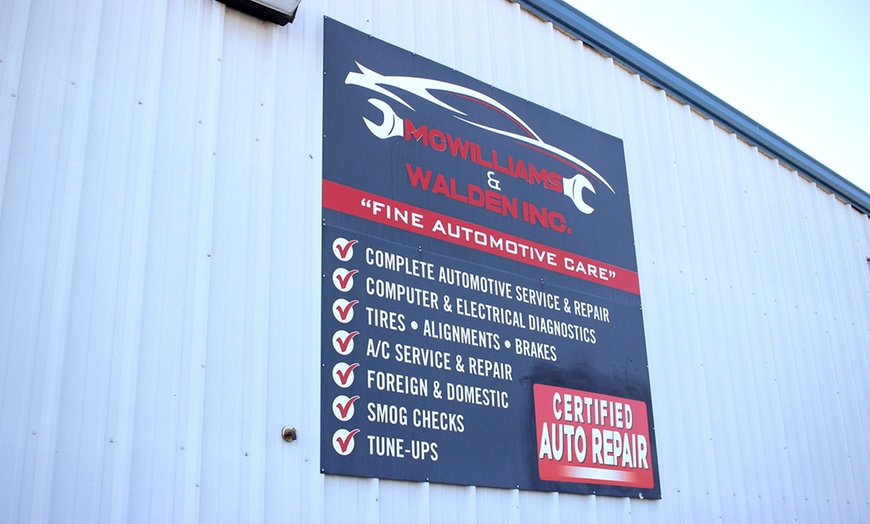 MCWILLIAMS
&
WALDEN INC.
“FINE AUTOMOTIVE CARE”
COMPLETE AUTOMOTIVE SERVICE & REPAIR
COMPUTER & ELECTRICAL DIAGNOSTICS
TIRES • ALIGNMENTS • BRAKES
A/C SERVICE & REPAIR
FOREIGN & DOMESTIC
SMOG CHECKS
TUNE-UPS
CERTIFIED
AUTO REPAIR